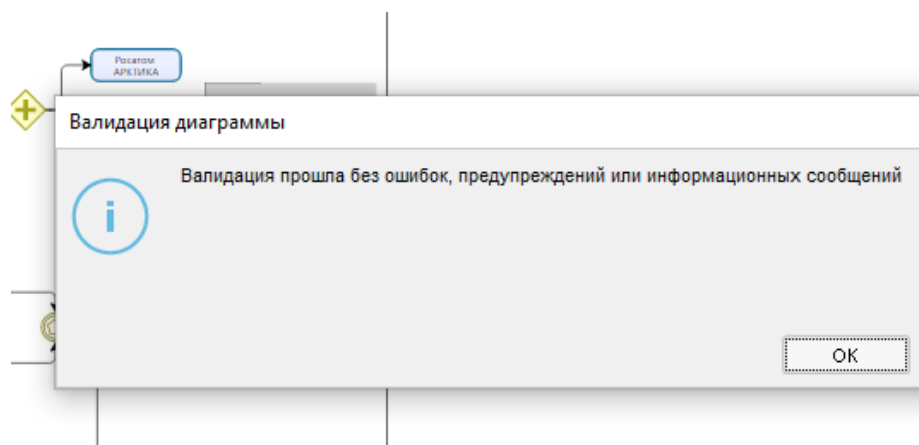 Росатом
АРКТИКА
Валидация диаграммы
Валидация прошла без ошибок, предупреждений или информационных сообщений
OK